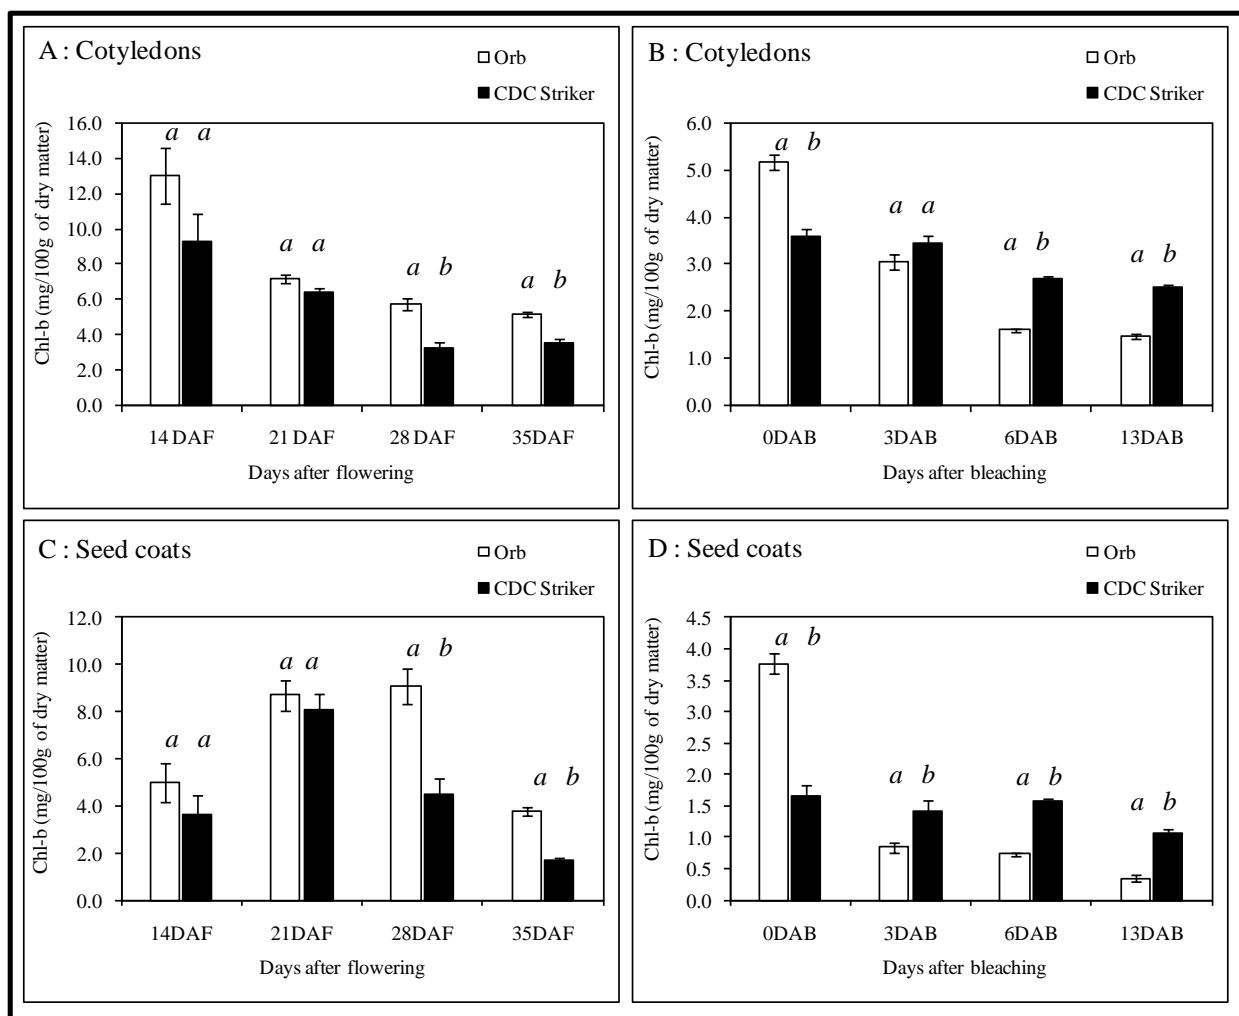 A : Cotyledons
Orb
CDC Striker
Chl-b (mg/100g of dry matter)
16.0
14.0
12.0
10.0
8.0
6.0
4.0
2.0
0.0
a a
a a
a b
a b
14 DAF 21 DAF 28 DAF 35DAF
Days after flowering
B : Cotyledons
Orb
CDC Striker
Chl-b (mg/100g of dry matter)
6.0
5.0
4.0
3.0
2.0
1.0
0.0
a b
a a
a b
a b
0DAB 3DAB 6DAB 13DAB
Days after bleaching
C : Seed coats
Orb
CDC Striker
Chl-b (mg/100g of dry matter)
12.0
10.0
8.0
6.0
4.0
2.0
0.0
a a
a a
a b
a b
14DAF 21DAF 28DAF 35DAF
Days after flowering
D : Seed coats
Orb
CDC Striker
Chl-b (mg/100g of dry matter)
4.5
4.0
3.5
3.0
2.5
2.0
1.5
1.0
0.5
0.0
a b
a b
a b
a b
0DAB 3DAB 6DAB 13DAB
Days after bleaching